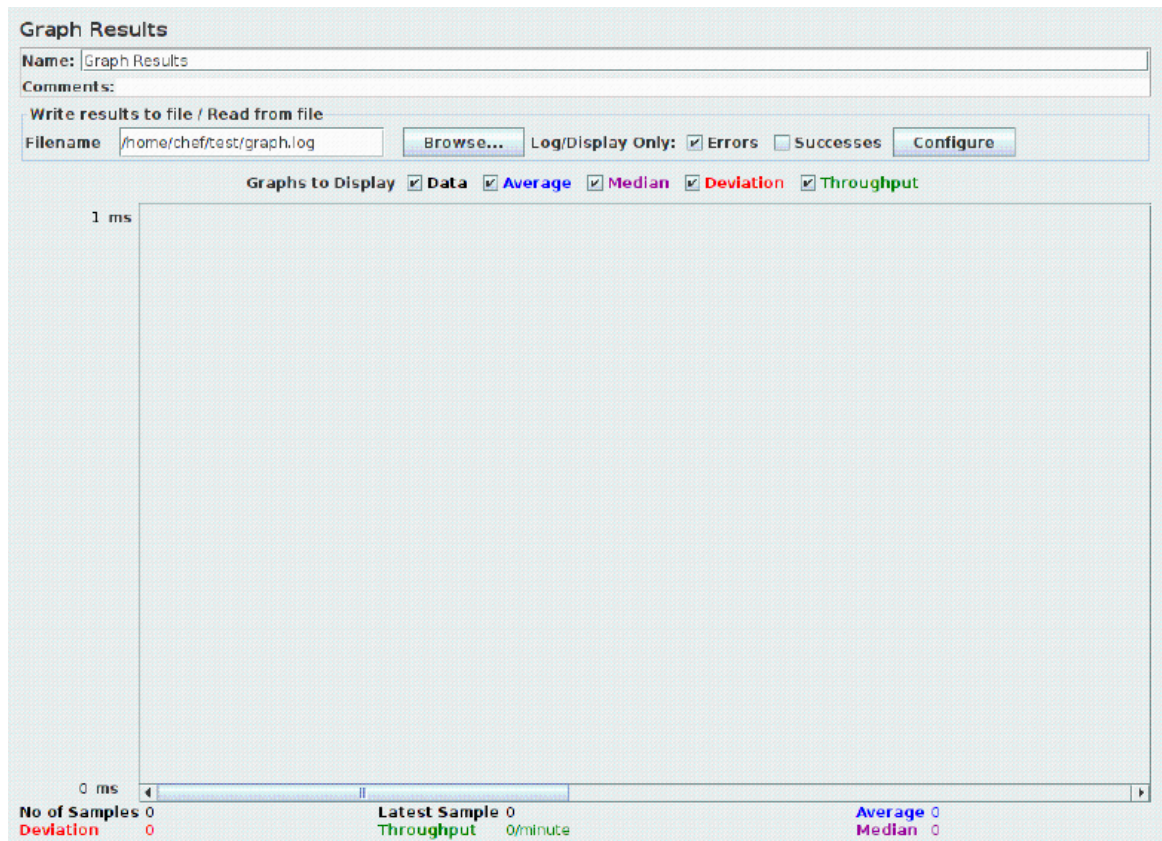 Graph Results
Name: Graph Results
Comments:
Write results to file / Read from file
Filename /home/chef/test/graph.log Browse... Log/Display Only: Errors Successes Configure
Graphs to Display Data Average Median Deviation Throughput
1 ms
0 ms
No of Samples 0 Latest Sample 0 Average 0
Deviation 0 Throughput 0/minute Median 0